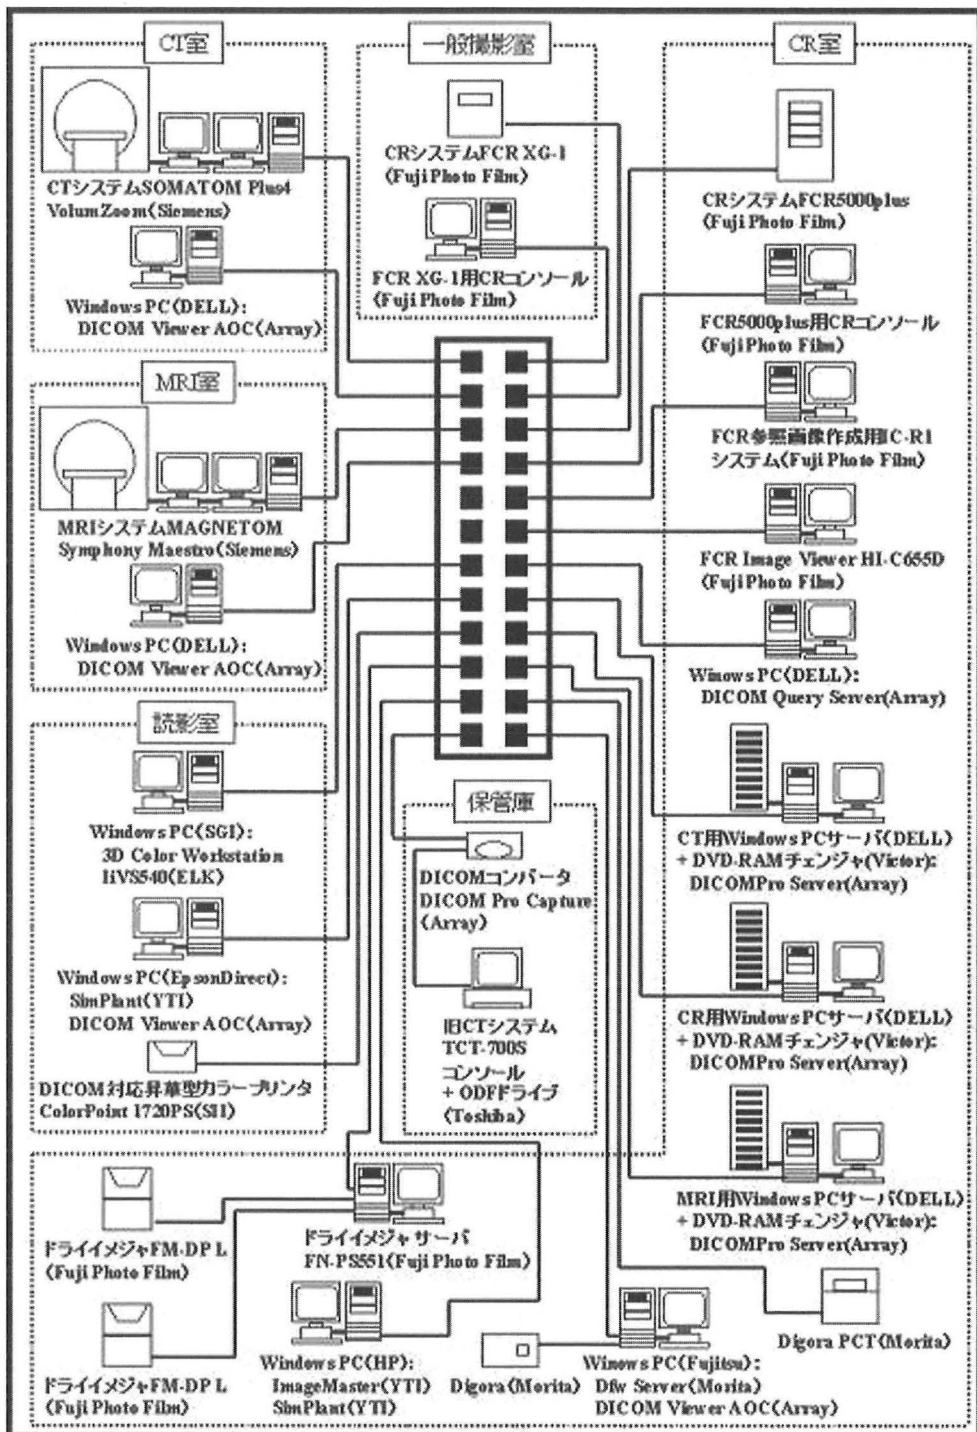 CT室
CTシステムSOMATOM Plus4
VolumZoom(Siemens)
Windows PC(DELL):
DICOM Viewer AOC(Array)
一般撮影室
CRシステムFCR XG-1
(Fuji Photo Film)
FCR XG-1用CRコンソール
(Fuji Photo Film)
CR室
CRシステムFCR5000plus
(Fuji Photo Film)
FCR5000plus用CRコンソール
(Fuji Photo Film)
FCR参照画像作成用IC-R1
システム(Fuji Photo Film)
FCR Image Viewer HI-C655D
(Fuji Photo Film)
Winows PC(DELL):
DICOM Query Server(Array)
CT用Windows PCサーバ(DELL)
+ DVD-RAMチェンジャ(Victor):
DICOMPro Server(Array)
CR用Windows PCサーバ(DELL)
+ DVD-RAMチェンジャ(Victor):
DICOMPro Server(Array)
MRI用Windows PCサーバ(DELL)
+ DVD-RAMチェンジャ(Victor):
DICOMPro Server(Array)
MRI室
MRIシステムMAGNETOM
Symphony Maestro(Siemens)
Windows PC(DELL):
DICOM Viewer AOC(Array)
読影室
Windows PC(SGI):
3D Color Workstation
HiVS540(ELK)
Windows PC(EpsonDirect):
SimPlant(YTI)
DICOM Viewer AOC(Array)
DICOM対応昇華型カラープリンタ
ColorPoint 1720PS(SII)
保管庫
DICOMコンバータ
DICOM Pro Capture
(Array)
旧CTシステム
TCT-700S
コンソール
+ ODFドライブ
(Toshiba)
ドライイメジャFM-DP L
(Fuji Photo Film)
ドライイメジャFM-DP L
(Fuji Photo Film)
ドライイメジャサーバ
FN-PS551(Fuji Photo Film)
Windows PC(HP):
ImageMaster(YTI)
SimPlant(YTI)
Digora(Morita)
Winows PC(Fujitsu):
Dfw Server(Morita)
DICOM Viewer AOC(Array)
Digora PCT(Morita)